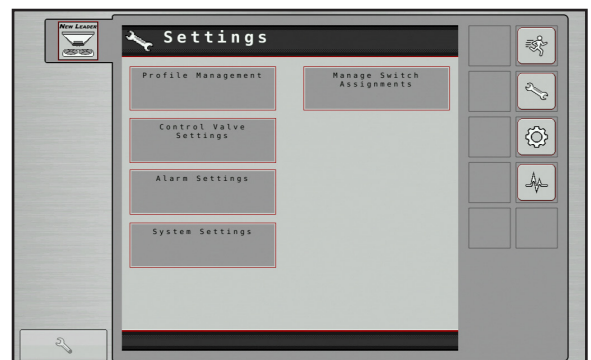 NEW LEADER
Settings
Profile Management
Manage Switch
Assignments
Control Valve
Settings
Alarm Settings
System Settings